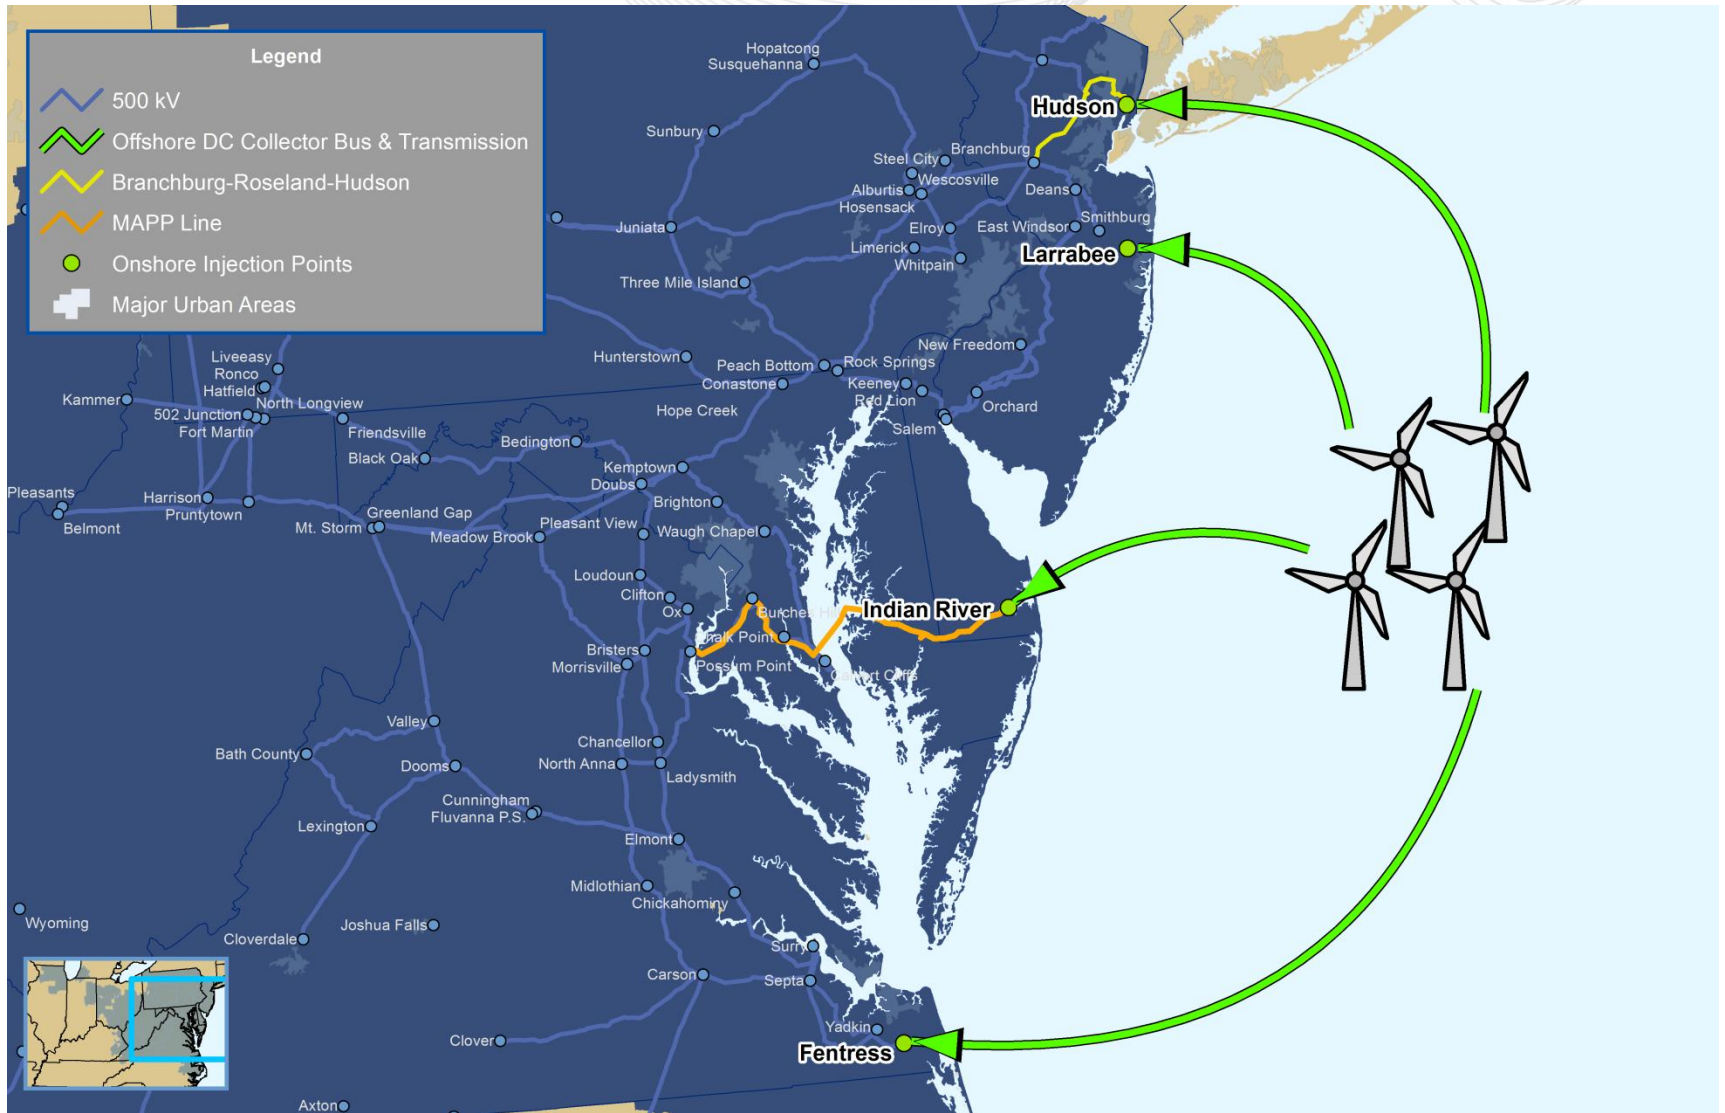 Legend
500 kV
Offshore DC Collector Bus & Transmission
Branchburg-Roseland-Hudson
MAPP Line
Onshore Injection Points
Major Urban Areas
Hopatcong
Susquehanna
Hudson
Sunbury
Branchburg
Steel City
Wescosville
Alburtis
Hosensack
Deans
Smithburg
Juniata
Elroy
East Windsor
Limerick
Whitpain
Larrabee
Three Mile Island
New Freedom
Liveeasy
Ronco
Hatfield
Hunterstown
Peach Bottom
Rock Springs
Conastone
Keeney
Red Lion
Kammer
North Longview
502 Junction
Fort Martin
Hope Creek
Orchard
Salem
Friendsville
Bedington
Black Oak
Kemptown
Doubs
Pleasants
Harrison
Pruntytown
Brighton
Belmont
Greenland Gap
Mt. Storm
Pleasant View
Meadow Brook
Waugh Chapel
Loudoun
Clifton
Ox
Burches Hill
Indian River
Chalk Point
Bristers
Morrisville
Possum Point
Calvert Cliffs
Valley
Bath County
Chancellor
Dooms
North Anna
Ladysmith
Cunningham
Fluvanna P.S.
Lexington
Elmont
Midlothian
Chickahominy
Wyoming
Joshua Falls
Cloverdale
Surry
Carson
Septa
Yadkin
Clover
Fentress
Axton